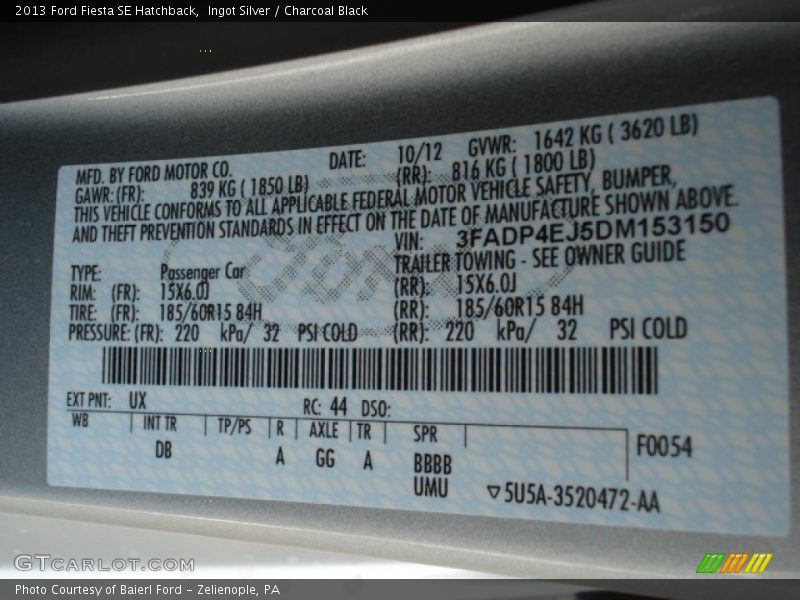 2013 Ford Fiesta SE Hatchback,  Ingot Silver / Charcoal Black
MFD. BY FORD MOTOR CO. DATE: 10/12 GVWR: 1642 KG ( 3620 LB)
GAWR: (FR): 839 KG ( 1850 LB) (RR): 816 KG ( 1800 LB)
THIS VEHICLE CONFORMS TO ALL APPLICABLE FEDERAL MOTOR VEHICLE SAFETY, BUMPER,
AND THEFT PREVENTION STANDARDS IN EFFECT ON THE DATE OF MANUFACTURE SHOWN ABOVE.
VIN: 3FADP4EJ5DM153150
TYPE: Passenger Car TRAILER TOWING - SEE OWNER GUIDE
RIM: (FR): 15X6.0J (RR): 15X6.0J
TIRE: (FR): 185/60R15 84H (RR): 185/60R15 84H
PRESSURE: (FR): 220 kPa/ 32 PSI COLD (RR): 220 kPa/ 32 PSI COLD
EXT PNT: UX RC: 44 DSO:
WB INT TR TP/PS R AXLE TR SPR F0054
DB A GG A BBBB
UMU ▽5U5A-3520472-AA
GTCARLOT.COM
Photo Courtesy of Baierl Ford – Zelienople, PA